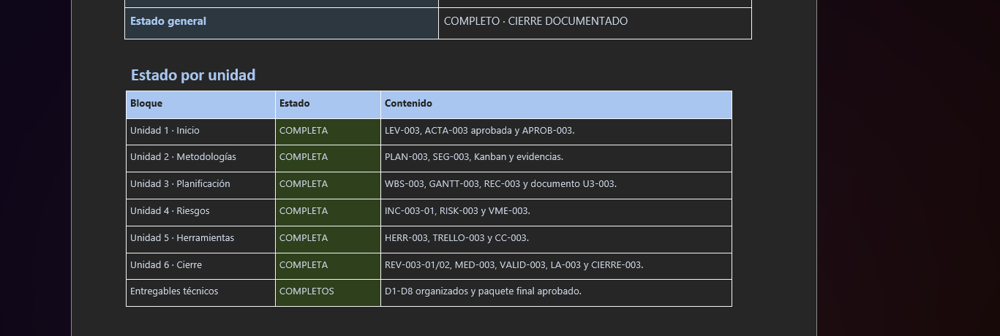 Estado general COMPLETO · CIERRE DOCUMENTADO
Estado por unidad
Bloque Estado Contenido
Unidad 1 · Inicio COMPLETA LEV-003, ACTA-003 aprobada y APROB-003.
Unidad 2 · Metodologías COMPLETA PLAN-003, SEG-003, Kanban y evidencias.
Unidad 3 · Planificación COMPLETA WBS-003, GANTT-003, REC-003 y documento U3-003.
Unidad 4 · Riesgos COMPLETA INC-003-01, RISK-003 y VME-003.
Unidad 5 · Herramientas COMPLETA HERR-003, TRELLO-003 y CC-003.
Unidad 6 · Cierre COMPLETA REV-003-01/02, MED-003, VALID-003, LA-003 y CIERRE-003.
Entregables técnicos COMPLETOS D1-D8 organizados y paquete final aprobado.